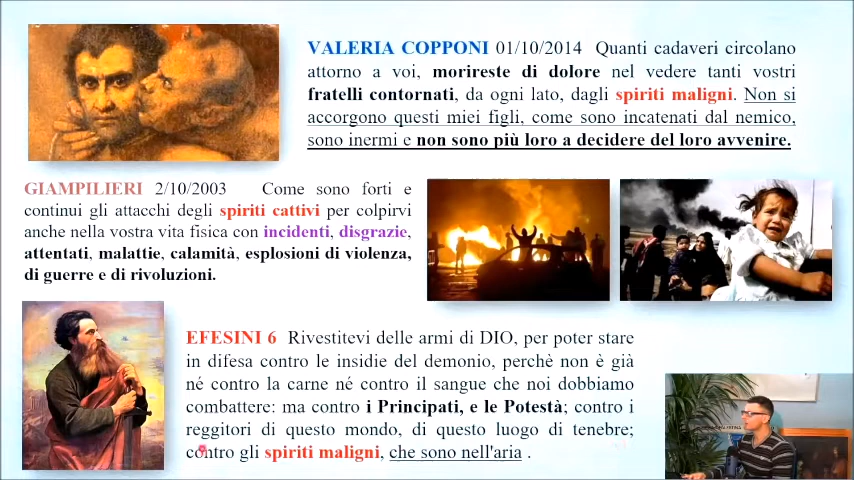 VALERIA COPPONI 01/10/2014 Quanti cadaveri circolano
attorno a voi, morireste di dolore nel vedere tanti vostri
fratelli contornati, da ogni lato, dagli spiriti maligni. Non si
accorgono questi miei figli, come sono incatenati dal nemico,
sono inermi e non sono più loro a decidere del loro avvenire.
GIAMPILIERI 2/10/2003 Come sono forti e
continui gli attacchi degli spiriti cattivi per colpirvi
anche nella vostra vita fisica con incidenti, disgrazie,
attentati, malattie, calamità, esplosioni di violenza,
di guerre e di rivoluzioni.
EFESINI 6 Rivestitevi delle armi di DIO, per poter stare
in difesa contro le insidie del demonio, perchè non è già
né contro la carne né contro il sangue che noi dobbiamo
combattere: ma contro i Principati, e le Potestà; contro i
reggitori di questo mondo, di questo luogo di tenebre;
contro gli spiriti maligni, che sono nell'aria .